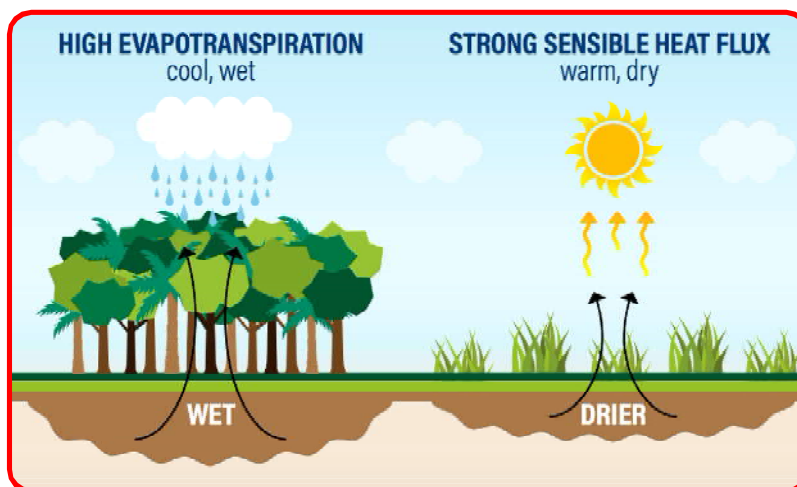 HIGH EVAPOTRANSPIRATION
cool, wet
STRONG SENSIBLE HEAT FLUX
warm, dry
WET
DRIER